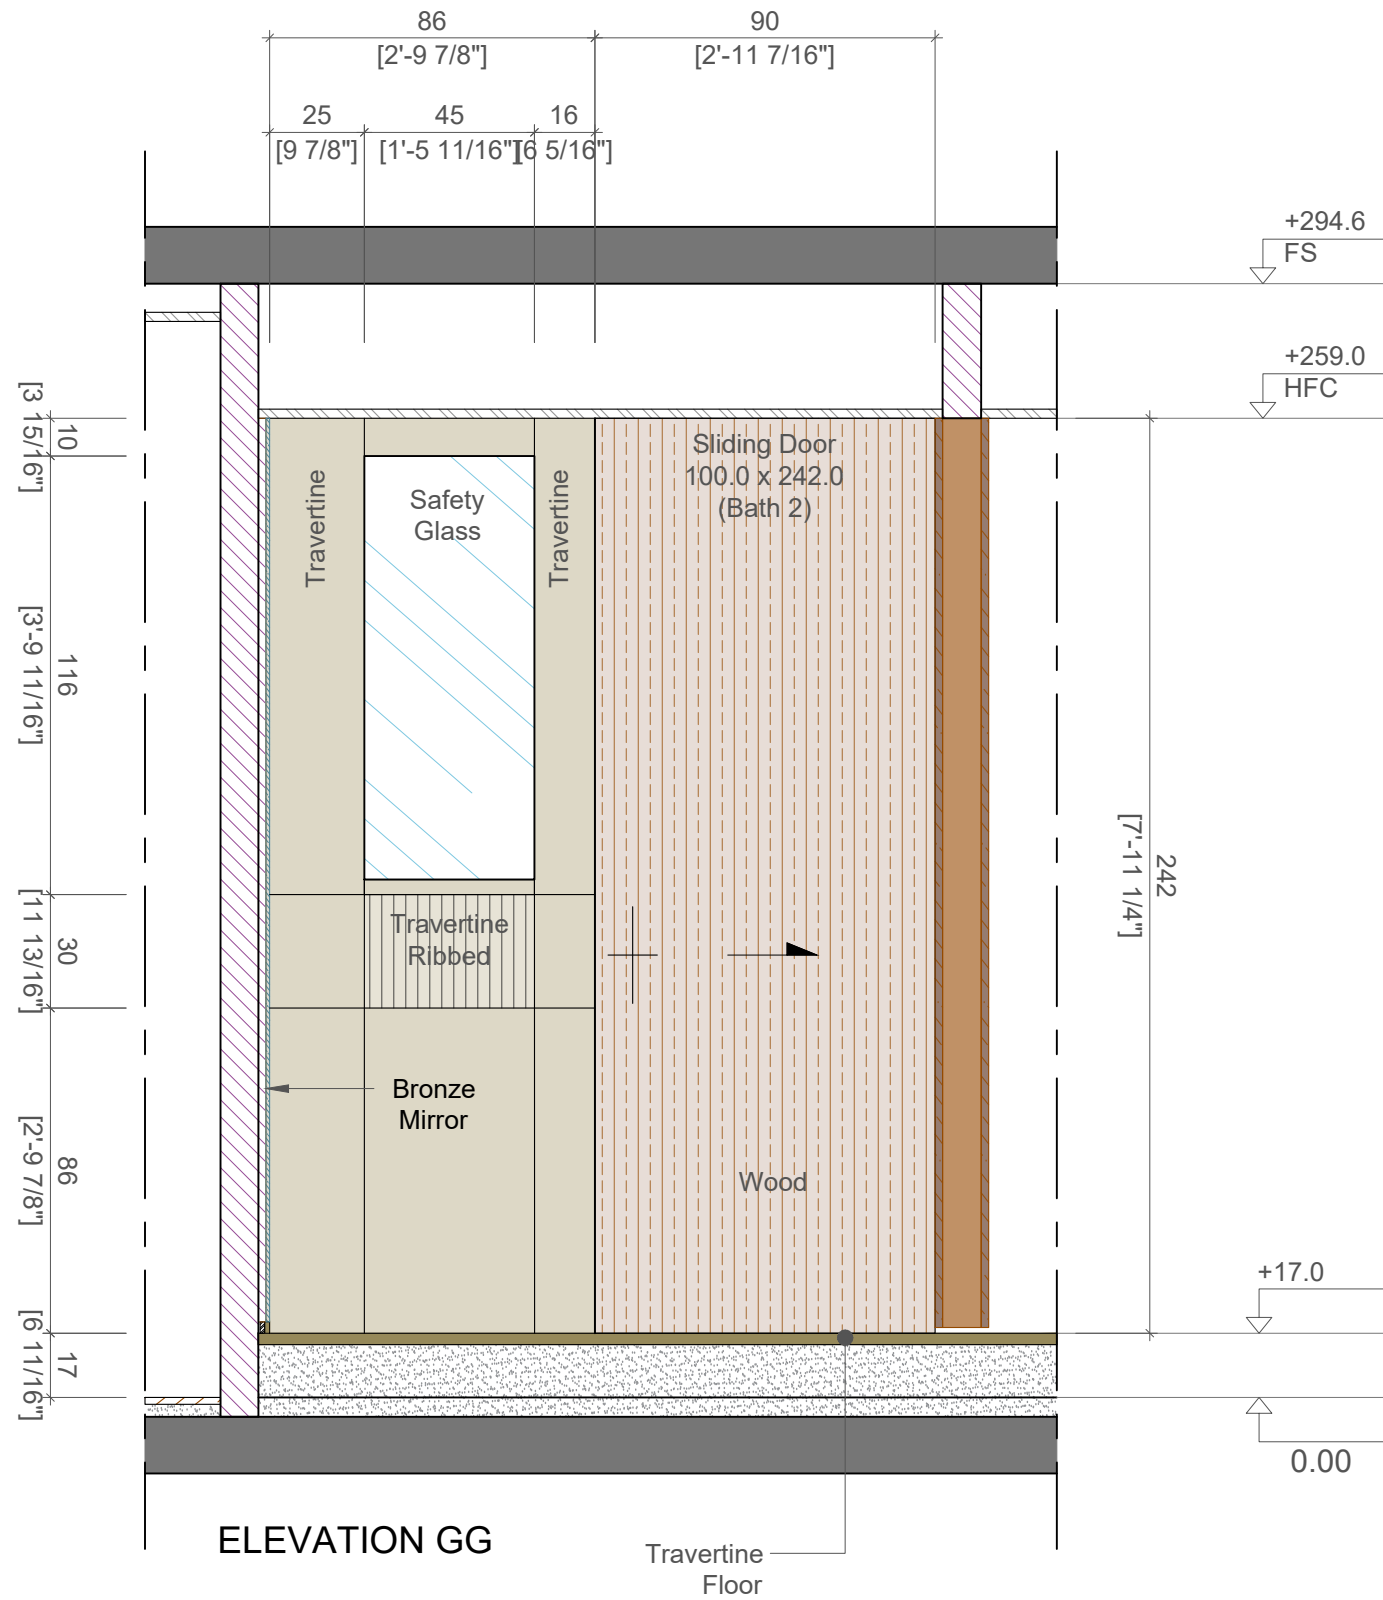 86
[2'-9 7/8"]
90
[2'-11 7/16"]
25
[9 7/8"]
45
[1'-5 11/16"]
16
[6 5/16"]
+294.6
FS
+259.0
HFC
10
[3 15/16"]
116
[3'-9 11/16"]
30
[11 13/16"]
86
[2'-9 7/8"]
17
[6 11/16"]
Travertine
Safety
Glass
Travertine
Sliding Door
100.0 x 242.0
(Bath 2)
Travertine
Ribbed
Bronze
Mirror
Wood
242
[7'-11 1/4"]
+17.0
0.00
ELEVATION GG
Travertine
Floor